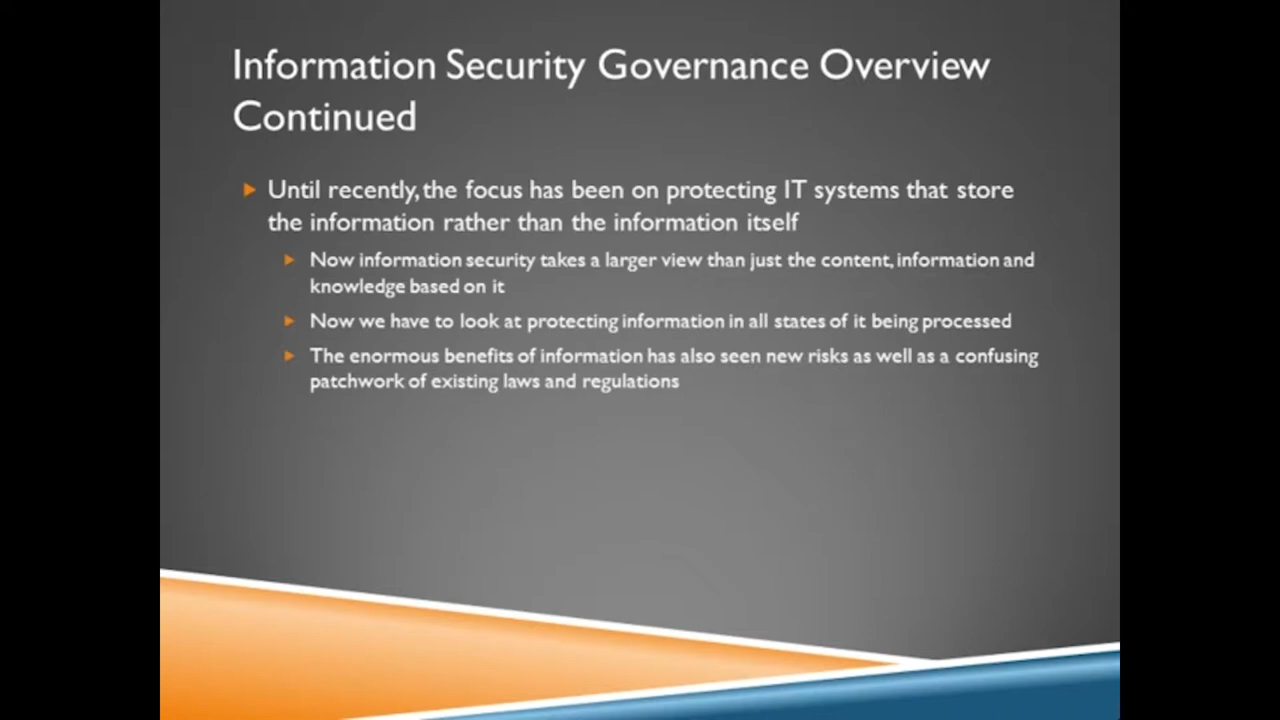 Information Security Governance Overview
Continued
Until recently, the focus has been on protecting IT systems that store
the information rather than the information itself
Now information security takes a larger view than just the content, information and
knowledge based on it
Now we have to look at protecting information in all states of it being processed
The enormous benefits of information has also seen new risks as well as a confusing
patchwork of existing laws and regulations